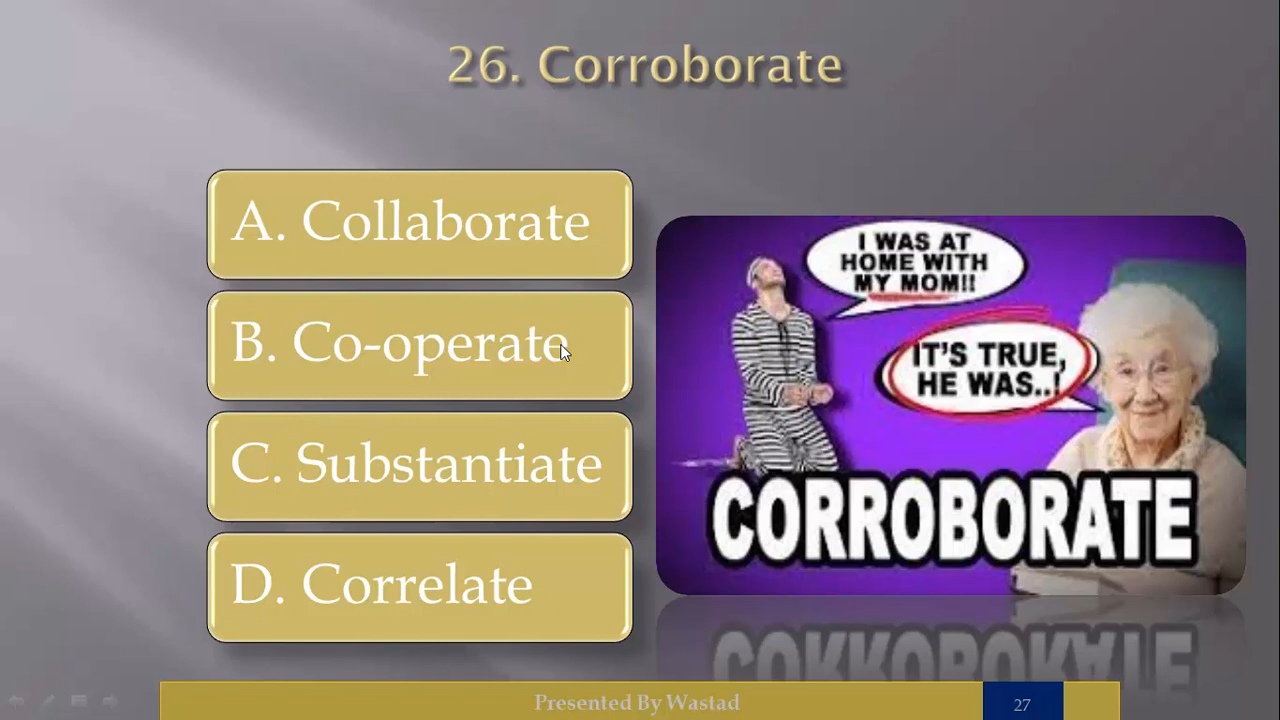 26. Corroborate
A. Collaborate
B. Co-operate
C. Substantiate
D. Correlate
I WAS AT
HOME WITH
MY MOM!!
IT'S TRUE,
HE WAS..!
CORROBORATE
Presented By Wastad
27